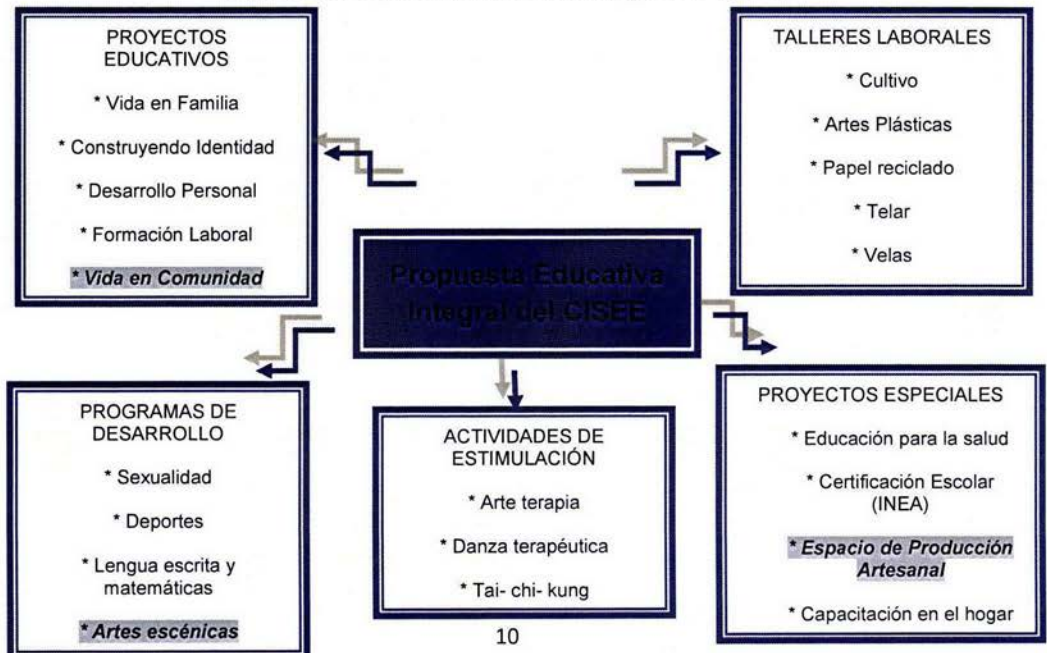 PROYECTOS
EDUCATIVOS
* Vida en Familia
* Construyendo Identidad
* Desarrollo Personal
* Formación Laboral
* Vida en Comunidad
TALLERES LABORALES
* Cultivo
* Artes Plásticas
* Papel reciclado
* Telar
* Velas
Propuesta Educativa
Integral del CISEE
PROGRAMAS DE
DESARROLLO
* Sexualidad
* Deportes
* Lengua escrita y
matemáticas
* Artes escénicas
ACTIVIDADES DE
ESTIMULACIÓN
* Arte terapia
* Danza terapéutica
* Tai- chi- kung
PROYECTOS ESPECIALES
* Educación para la salud
* Certificación Escolar
(INEA)
* Espacio de Producción
Artesanal
* Capacitación en el hogar
10